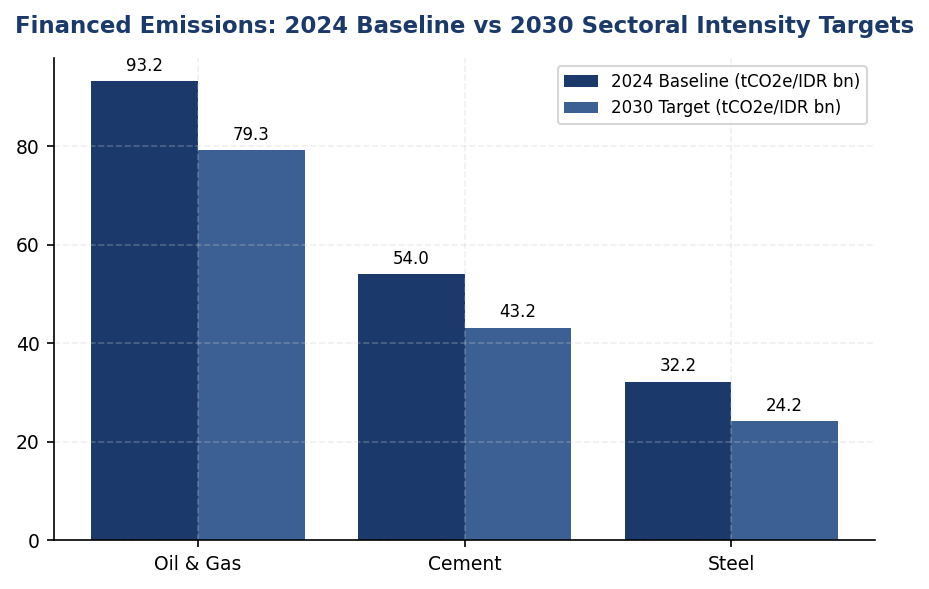 Financed Emissions: 2024 Baseline vs 2030 Sectoral Intensity Targets
2024 Baseline (tCO2e/IDR bn)
2030 Target (tCO2e/IDR bn)
93.2
79.3
54.0
43.2
32.2
24.2
80
60
40
20
0
Oil & Gas
Cement
Steel